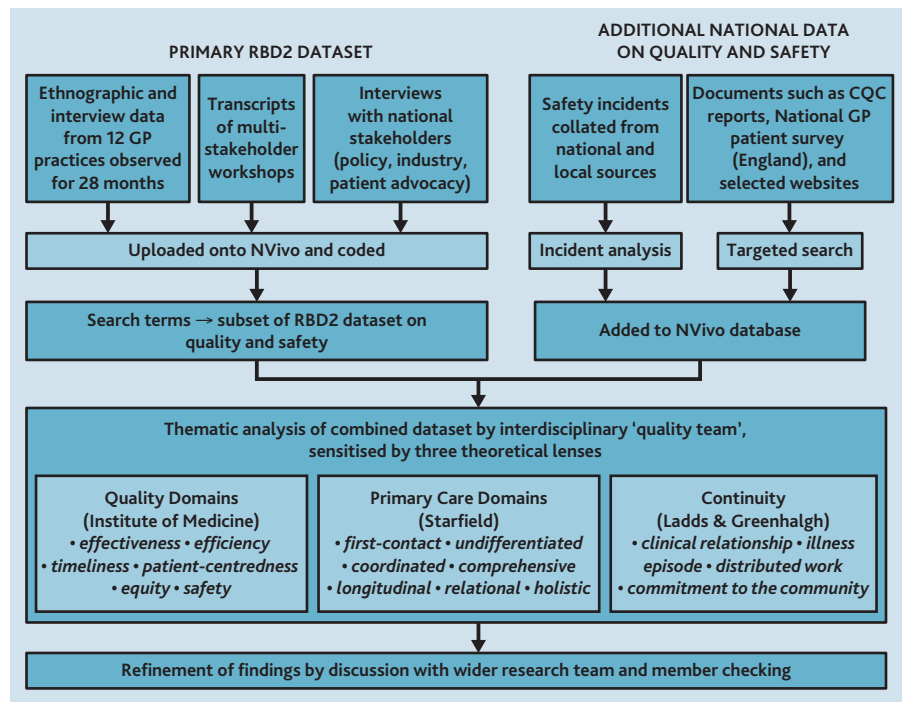 PRIMARY RBD2 DATASET
ADDITIONAL NATIONAL DATA
ON QUALITY AND SAFETY
Ethnographic and
interview data
from 12 GP
practices observed
for 28 months
Transcripts
of multi-
stakeholder
workshops
Interviews
with national
stakeholders
(policy, industry,
patient advocacy)
Safety incidents
collated from
national and
local sources
Documents such as CQC
reports, National GP
patient survey
(England), and
selected websites
Uploaded onto NVivo and coded
Incident analysis
Targeted search
Search terms → subset of RBD2 dataset on
quality and safety
Added to NVivo database
Thematic analysis of combined dataset by interdisciplinary ‘quality team’,
sensitised by three theoretical lenses
Quality Domains
(Institute of Medicine)
• effectiveness • efficiency
• timeliness • patient-centredness
• equity • safety
Primary Care Domains
(Starfield)
• first-contact • undifferentiated
• coordinated • comprehensive
• longitudinal • relational • holistic
Continuity
(Ladds & Greenhalgh)
• clinical relationship • illness
episode • distributed work
• commitment to the community
Refinement of findings by discussion with wider research team and member checking